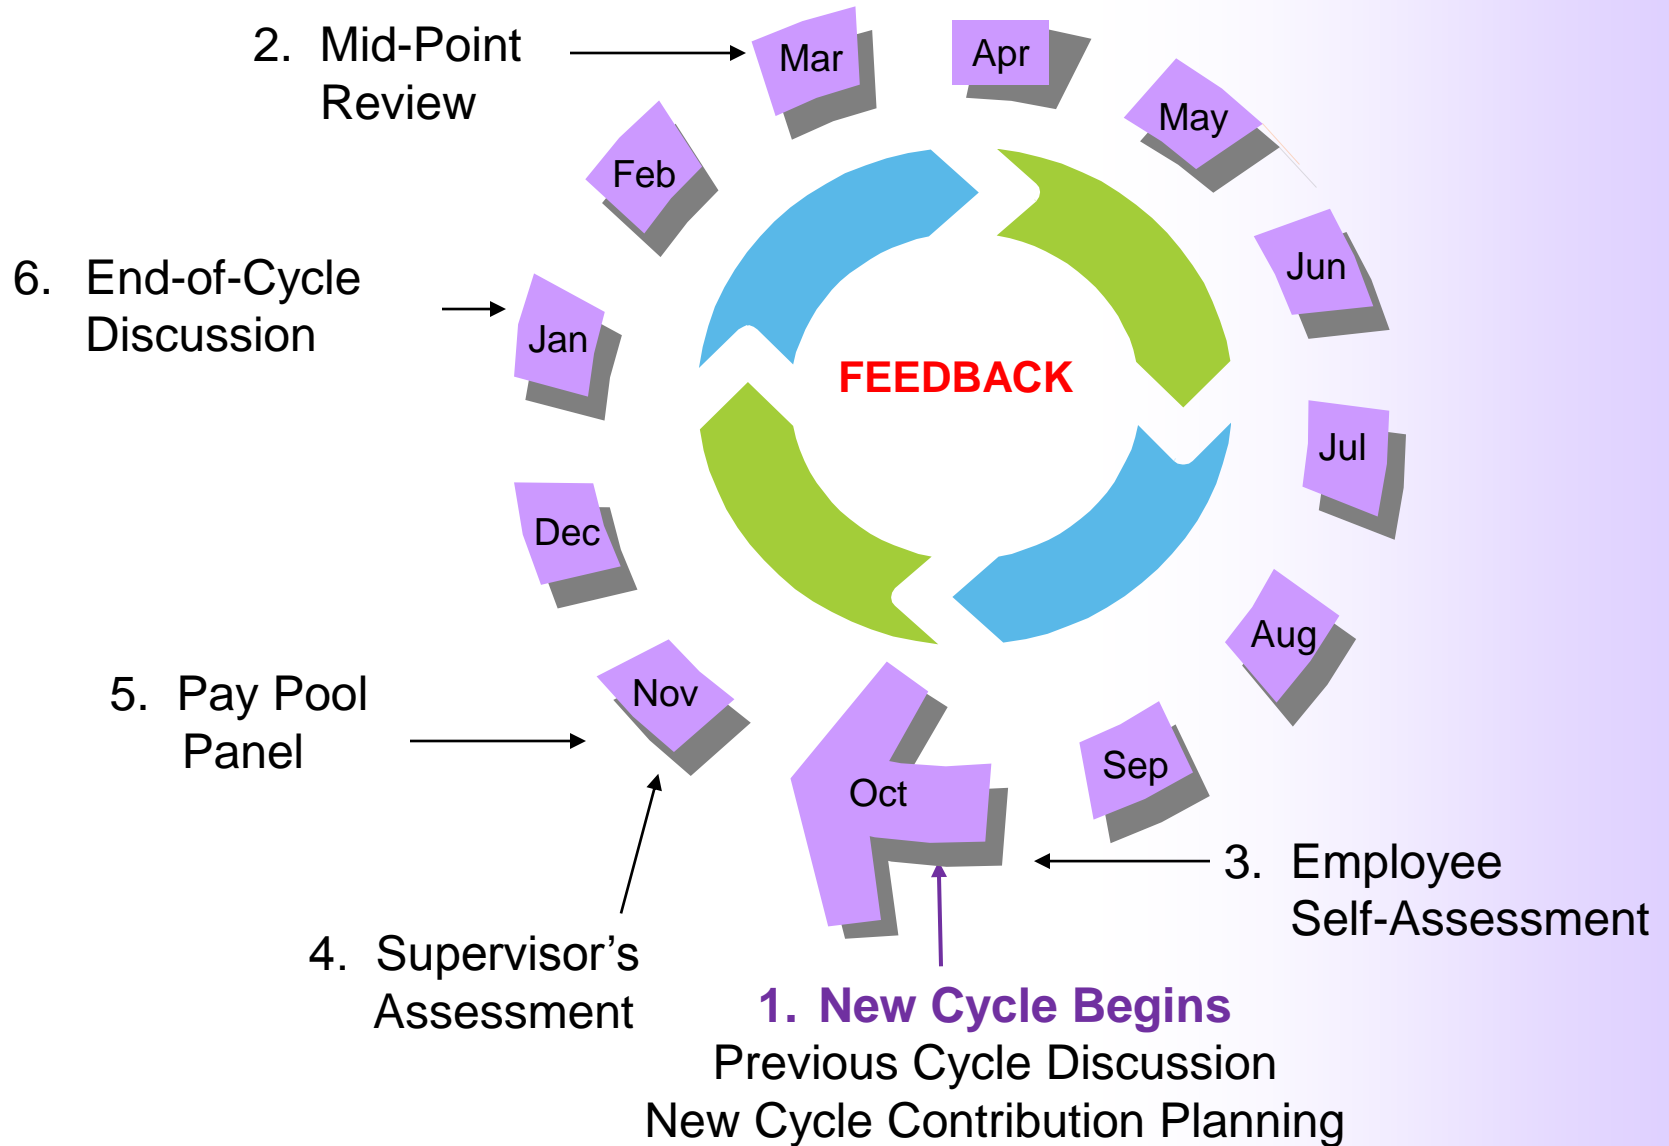 2. Mid-Point
Review
Mar
Apr
May
Feb
Jun
6. End-of-Cycle
Discussion
Jan
FEEDBACK
Jul
Dec
Aug
5. Pay Pool
Panel
Nov
Oct
Sep
3. Employee
Self-Assessment
4. Supervisor’s
Assessment
1. New Cycle Begins
Previous Cycle Discussion
New Cycle Contribution Planning